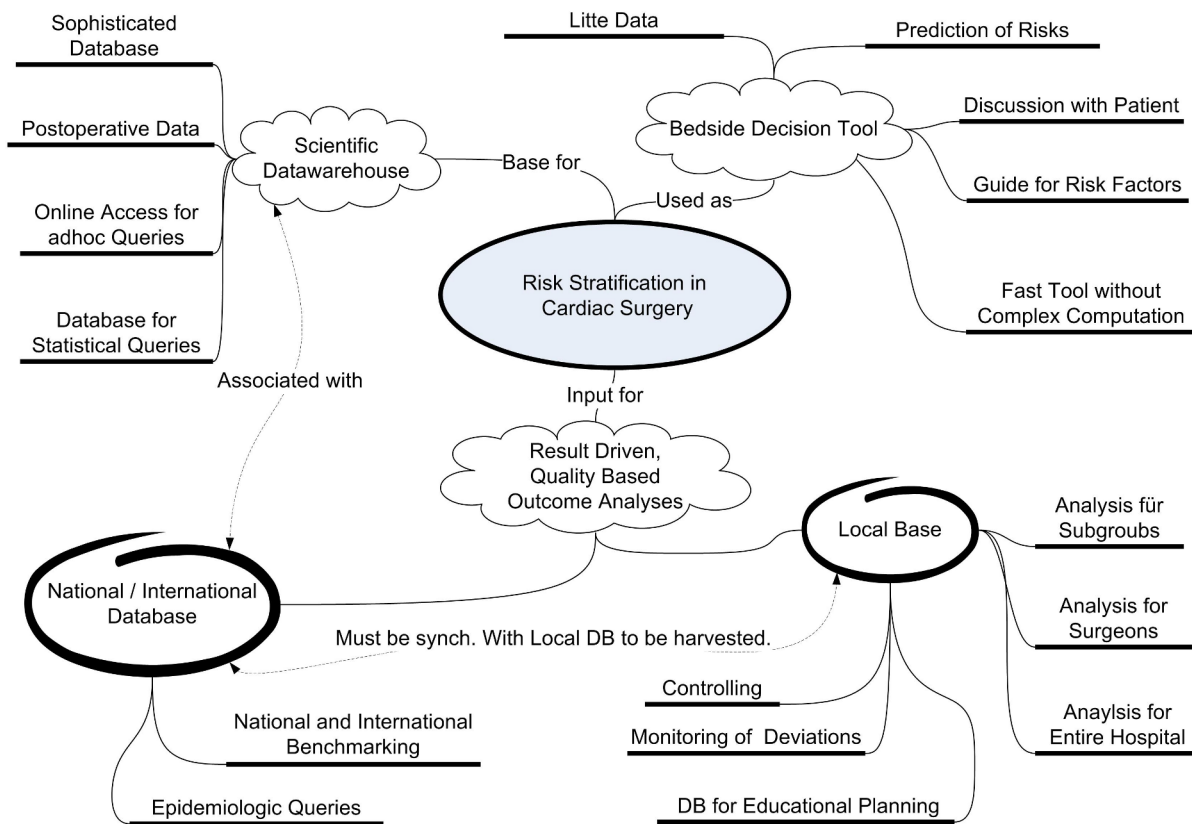 Sophisticated
Database
Postoperative Data
Online Access for
adhoc Queries
Database for
Statistical Queries
Scientific
Datawarehouse
Base for
Litte Data
Prediction of Risks
Bedside Decision Tool
Discussion with Patient
Guide for Risk Factors
Fast Tool without
Complex Computation
Used as
Risk Stratification in
Cardiac Surgery
Associated with
Input for
Result Driven,
Quality Based
Outcome Analyses
National / International
Database
Must be synch. With Local DB to be harvested.
Local Base
Analysis für
Subgroubs
Analysis for
Surgeons
Anaylsis for
Entire Hospital
Controlling
Monitoring of Deviations
DB for Educational Planning
National and International
Benchmarking
Epidemiologic Queries